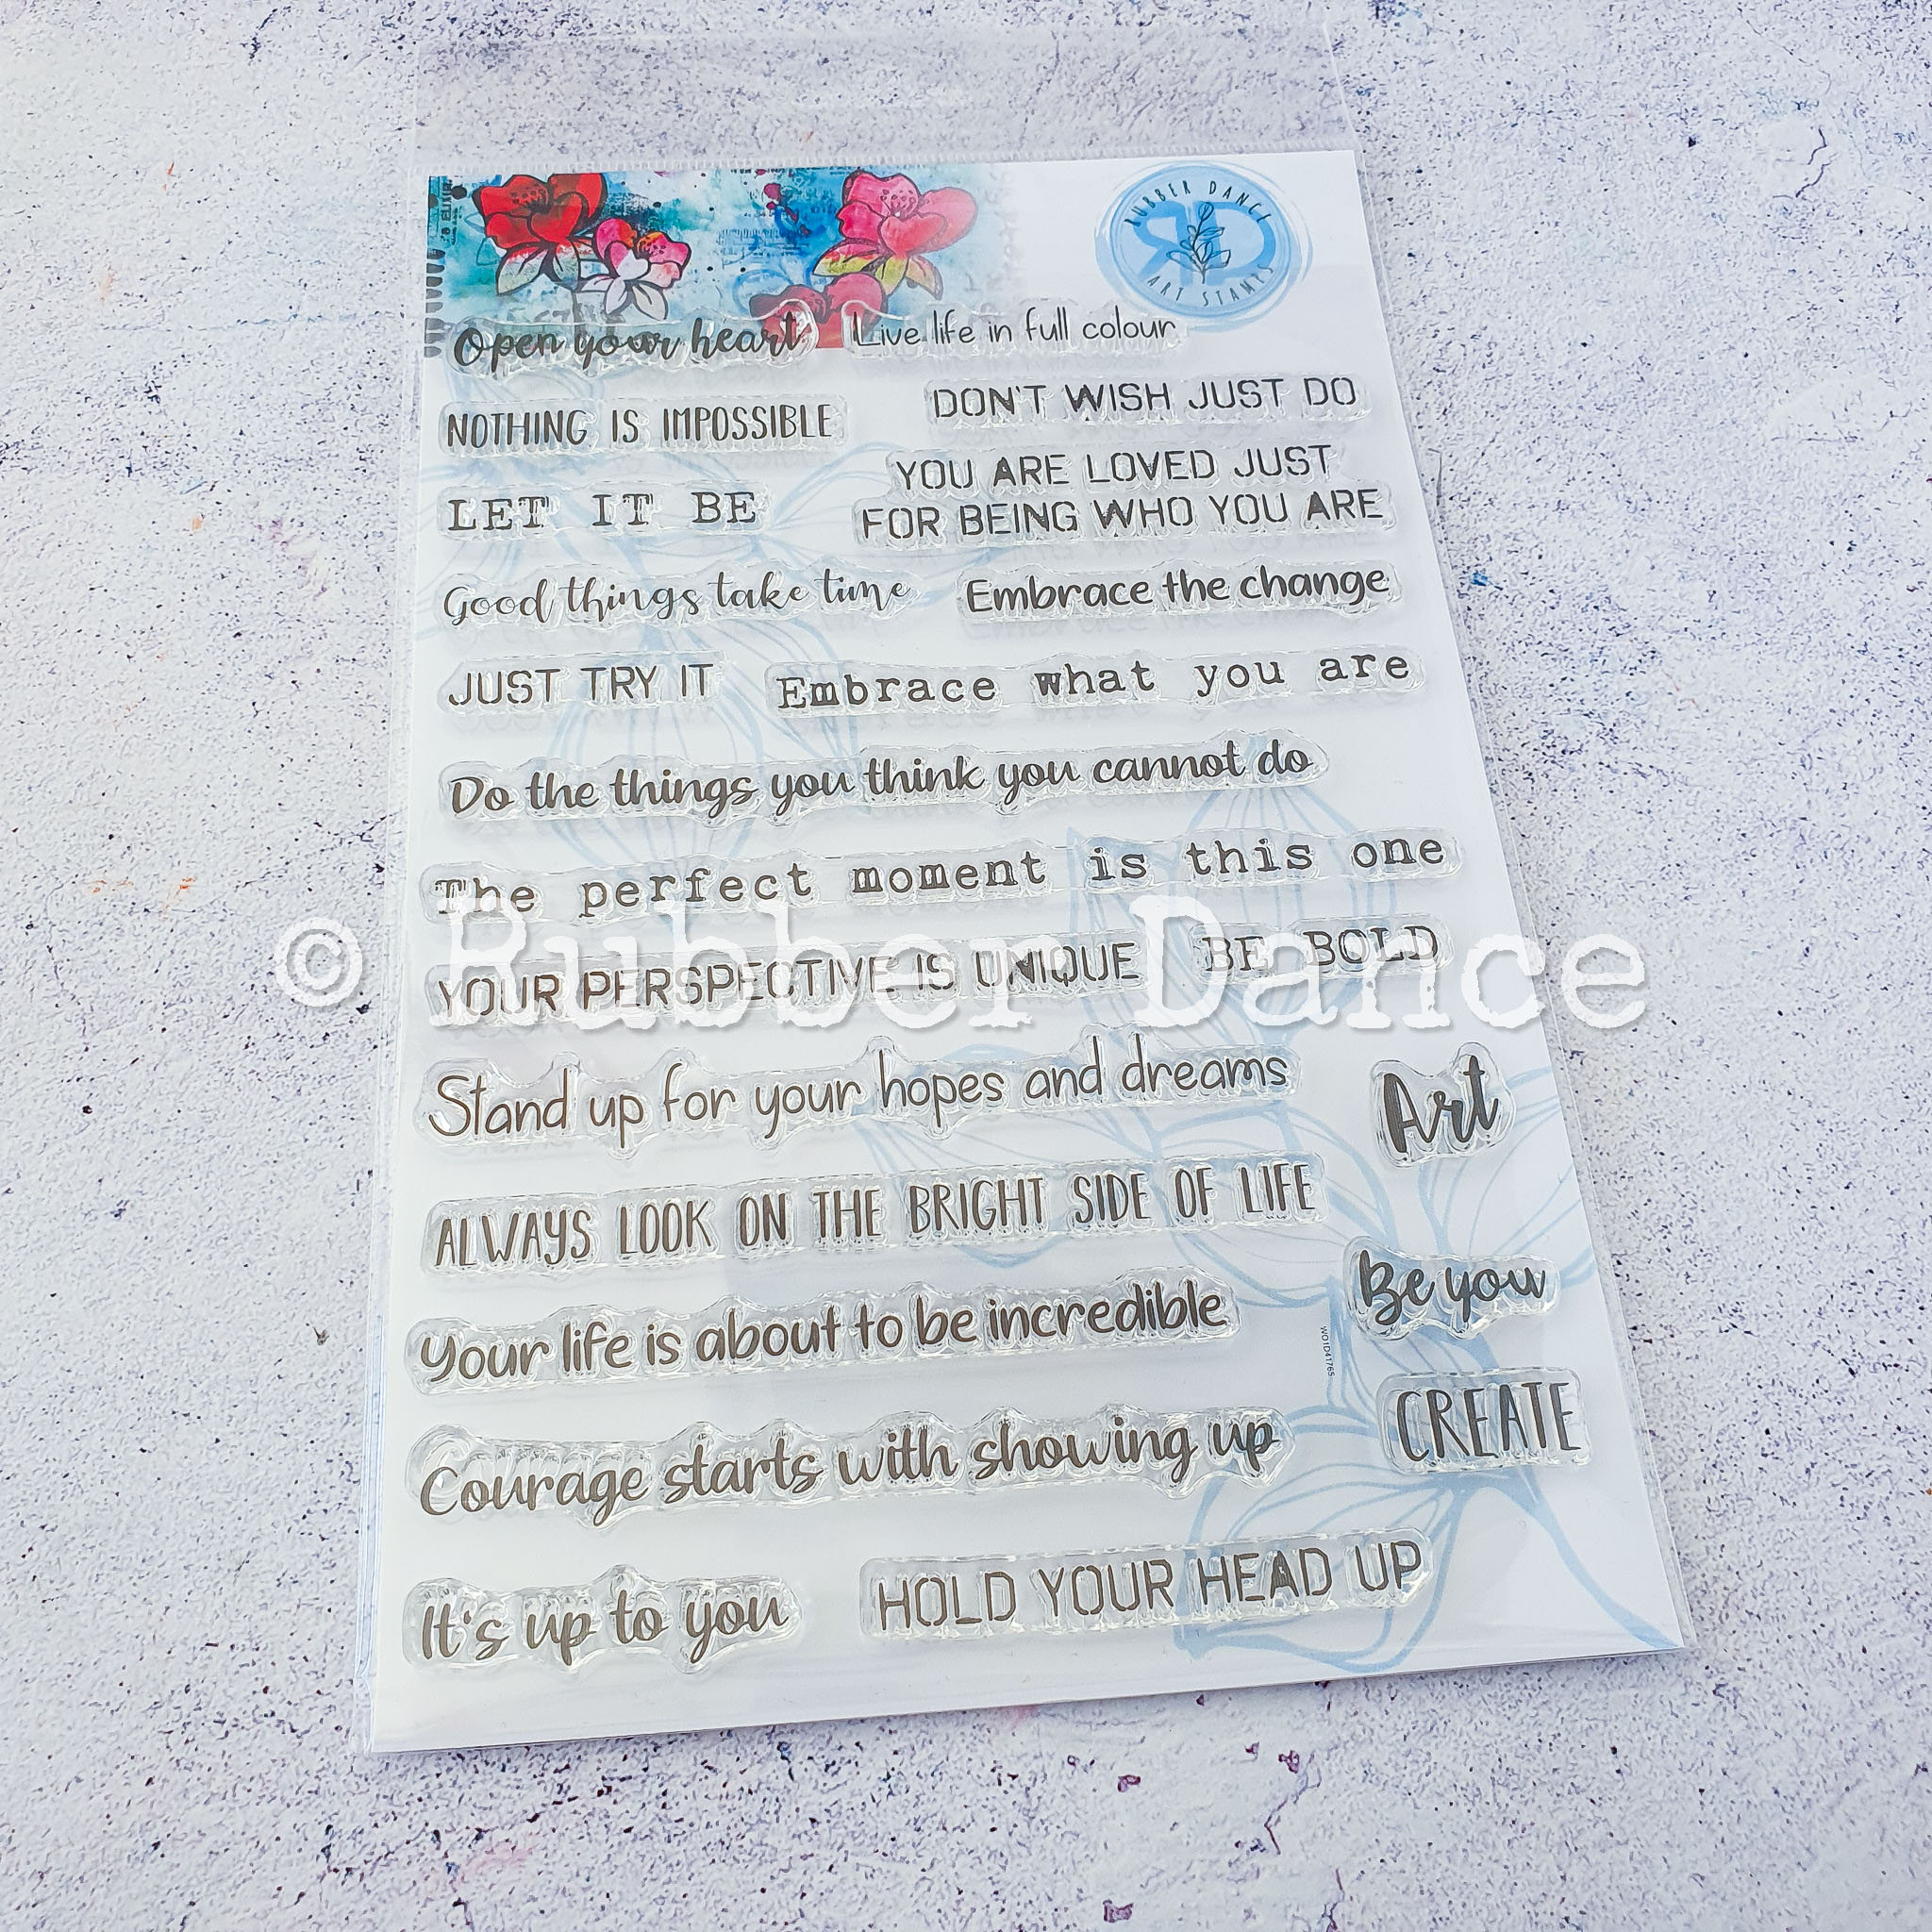 RUBBER DANCE
RD
ART STAMPS
Open your heart
Live life in full colour
NOTHING IS IMPOSSIBLE
DON'T WISH JUST DO
LET IT BE
YOU ARE LOVED JUST
FOR BEING WHO YOU ARE
Good things take time
Embrace the change
JUST TRY IT
Embrace what you are
Do the things you think you cannot do
The perfect moment is this one
© Rubber Dance
YOUR PERSPECTIVE IS UNIQUE
BE BOLD
Stand up for your hopes and dreams
Art
ALWAYS LOOK ON THE BRIGHT SIDE OF LIFE
Be you
Your life is about to be incredible
WO1D41765
CREATE
Courage starts with showing up
It's up to you
HOLD YOUR HEAD UP